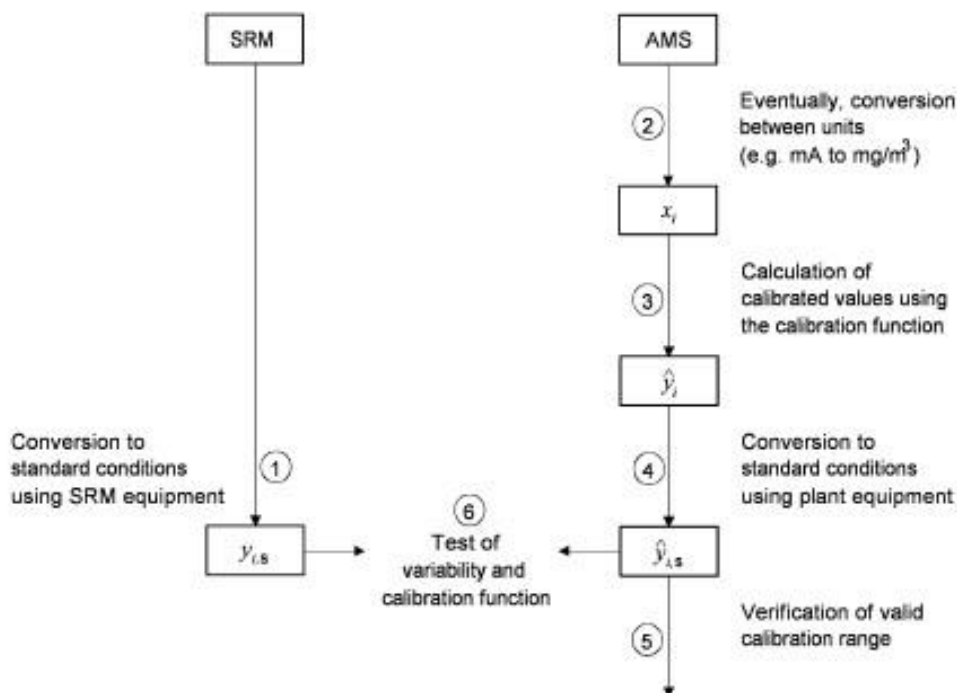 SRM
AMS
Eventually, conversion
between units
(e.g. mA to mg/m³)
2
xᵢ
Calculation of
calibrated values using
the calibration function
3
ŷᵢ
Conversion to
standard conditions
using SRM equipment
1
4
Conversion to
standard conditions
using plant equipment
yᵢ,s
6
Test of
variability and
calibration function
ŷᵢ,s
5
Verification of valid
calibration range